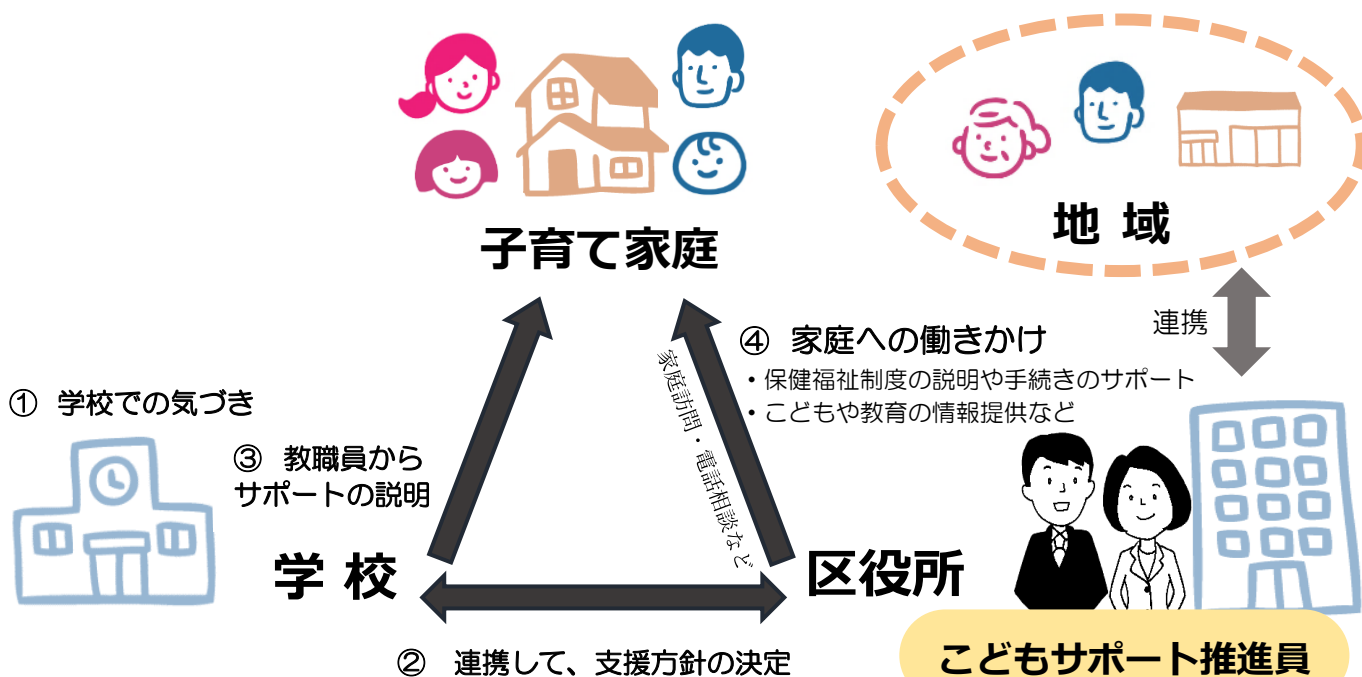 子育て家庭
地 域
連携
④ 家庭への働きかけ
・保健福祉制度の説明や手続きのサポート
・こどもや教育の情報提供など
家庭訪問・電話相談など
① 学校での気づき
③ 教職員から
サポートの説明
学 校
区役所
② 連携して、支援方針の決定
こどもサポート推進員